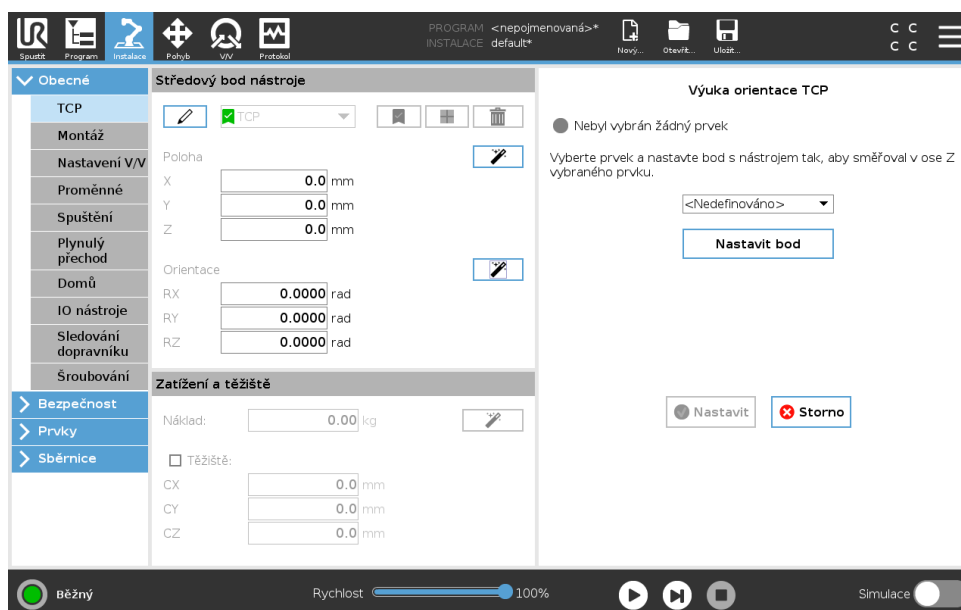 PROGRAM <nepojmenovaná>*
INSTALACE default*
Spustit Program Instalace Pohyb V/V Protokol Nový... Otevřít... Uložit...
C C
C C
Obecné
TCP
Montáž
Nastavení V/V
Proměnné
Spuštění
Plynulý
přechod
Domů
IO nástroje
Sledování
dopravníku
Šroubování
Bezpečnost
Prvky
Sběrnice
Středový bod nástroje
TCP
Poloha
X 0.0 mm
Y 0.0 mm
Z 0.0 mm
Orientace
RX 0.0000 rad
RY 0.0000 rad
RZ 0.0000 rad
Zatížení a těžiště
Náklad: 0.00 kg
Těžiště:
CX 0.0 mm
CY 0.0 mm
CZ 0.0 mm
Výuka orientace TCP
Nebyl vybrán žádný prvek
Vyberte prvek a nastavte bod s nástrojem tak, aby směřoval v ose Z
vybraného prvku.
<Nedefinováno>
Nastavit bod
Nastavit Storno
Běžný Rychlost 100% Simulace